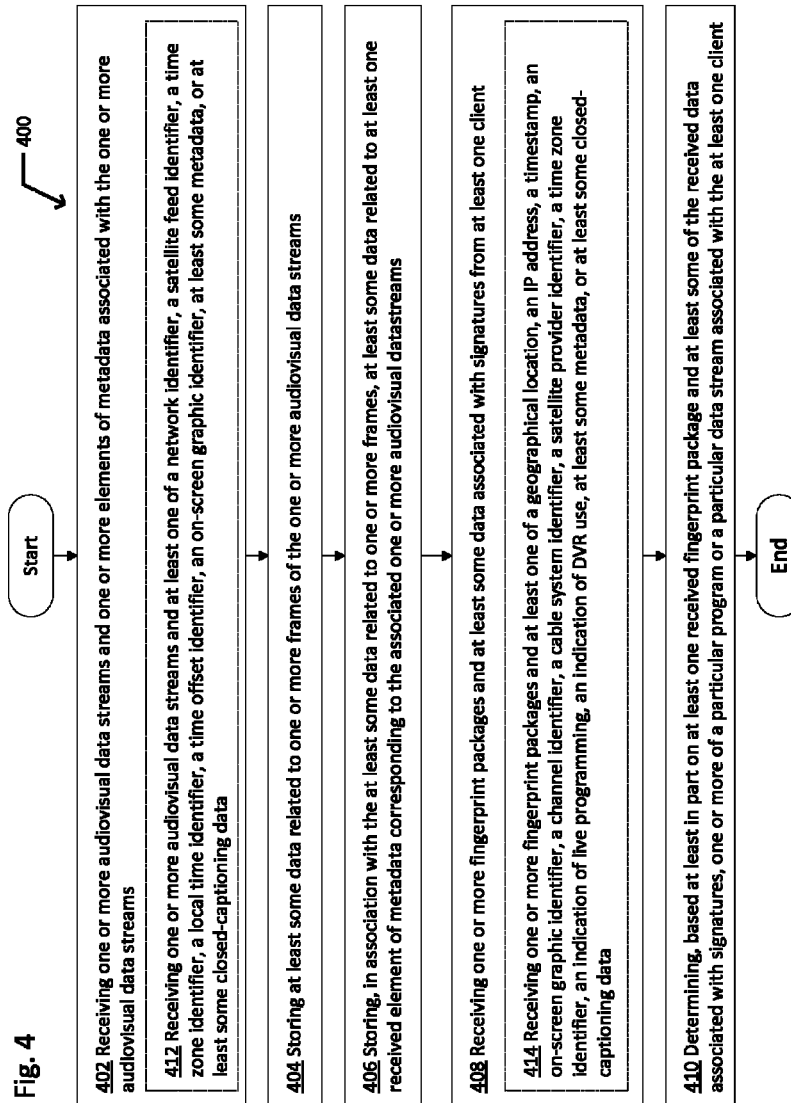 Fig. 4
400
Start
402 Receiving one or more audiovisual data streams and one or more elements of metadata associated with the one or more
audiovisual data streams
412 Receiving one or more audiovisual data streams and at least one of a network identifier, a satellite feed identifier, a time
zone identifier, a local time identifier, a time offset identifier, an on-screen graphic identifier, at least some metadata, or at
least some closed-captioning data
404 Storing at least some data related to one or more frames of the one or more audiovisual data streams
406 Storing, in association with the at least some data related to one or more frames, at least some data related to at least one
received element of metadata corresponding to the associated one or more audiovisual datastreams
408 Receiving one or more fingerprint packages and at least some data associated with signatures from at least one client
414 Receiving one or more fingerprint packages and at least one of a geographical location, an IP address, a timestamp, an
on-screen graphic identifier, a channel identifier, a cable system identifier, a satellite provider identifier, a time zone
identifier, an indication of live programming, an indication of DVR use, at least some metadata, or at least some closed-
captioning data
410 Determining, based at least in part on at least one received fingerprint package and at least some of the received data
associated with signatures, one or more of a particular program or a particular data stream associated with the at least one client
End